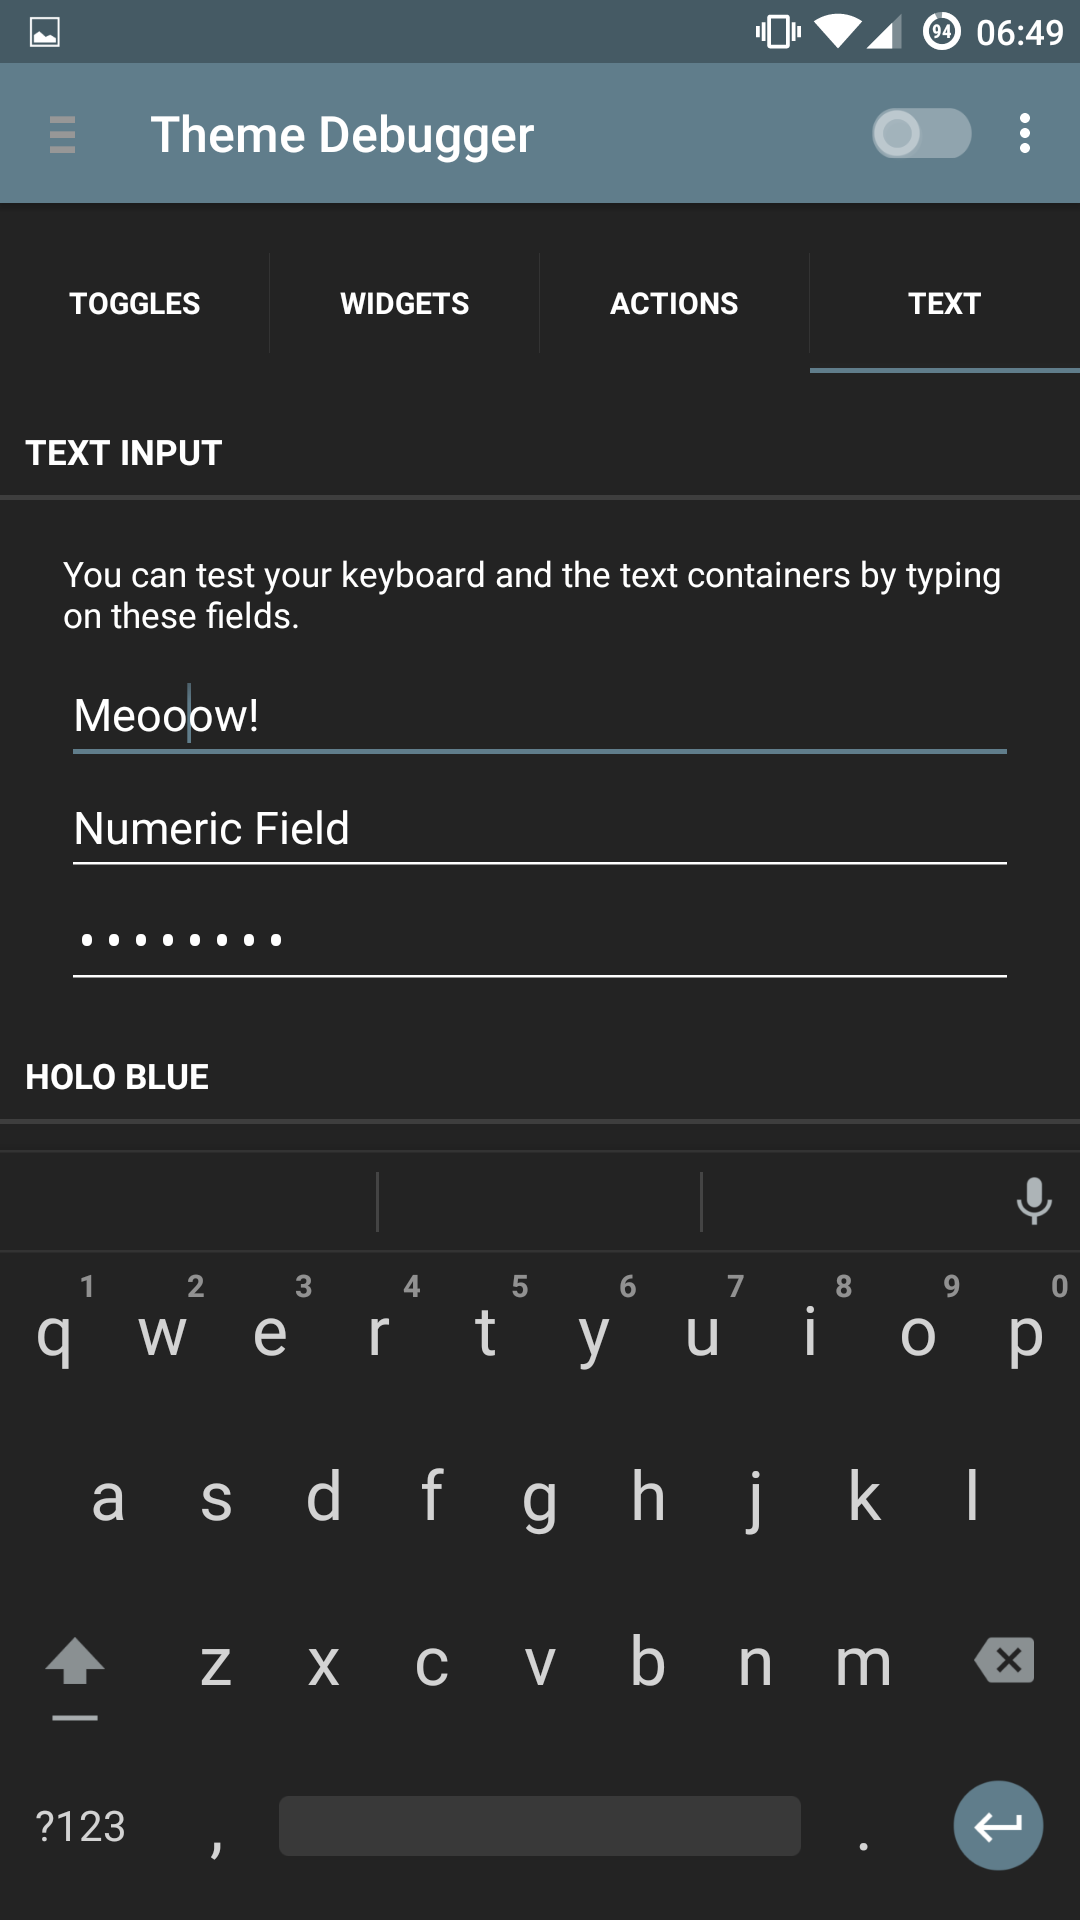 94 06:49
Theme Debugger
TOGGLES WIDGETS ACTIONS TEXT
TEXT INPUT
You can test your keyboard and the text containers by typing
on these fields.
Meooow!
Numeric Field
••••••••
HOLO BLUE
1 2 3 4 5 6 7 8 9 0
q w e r t y u i o p
a s d f g h j k l
z x c v b n m
?123 , .